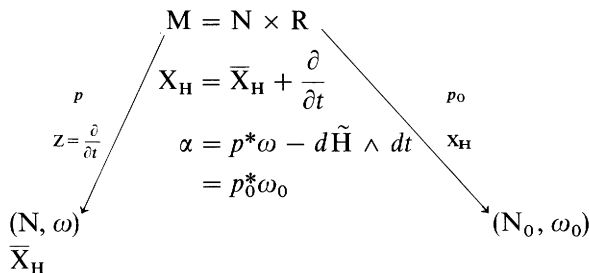 M = N × R
X_H = X̅_H + ∂/∂t
p
p₀
Z = ∂/∂t
α = p*ω − dH̃ ∧ dt
X_H
= p₀*ω₀
(N, ω)
(N₀, ω₀)
X̅_H